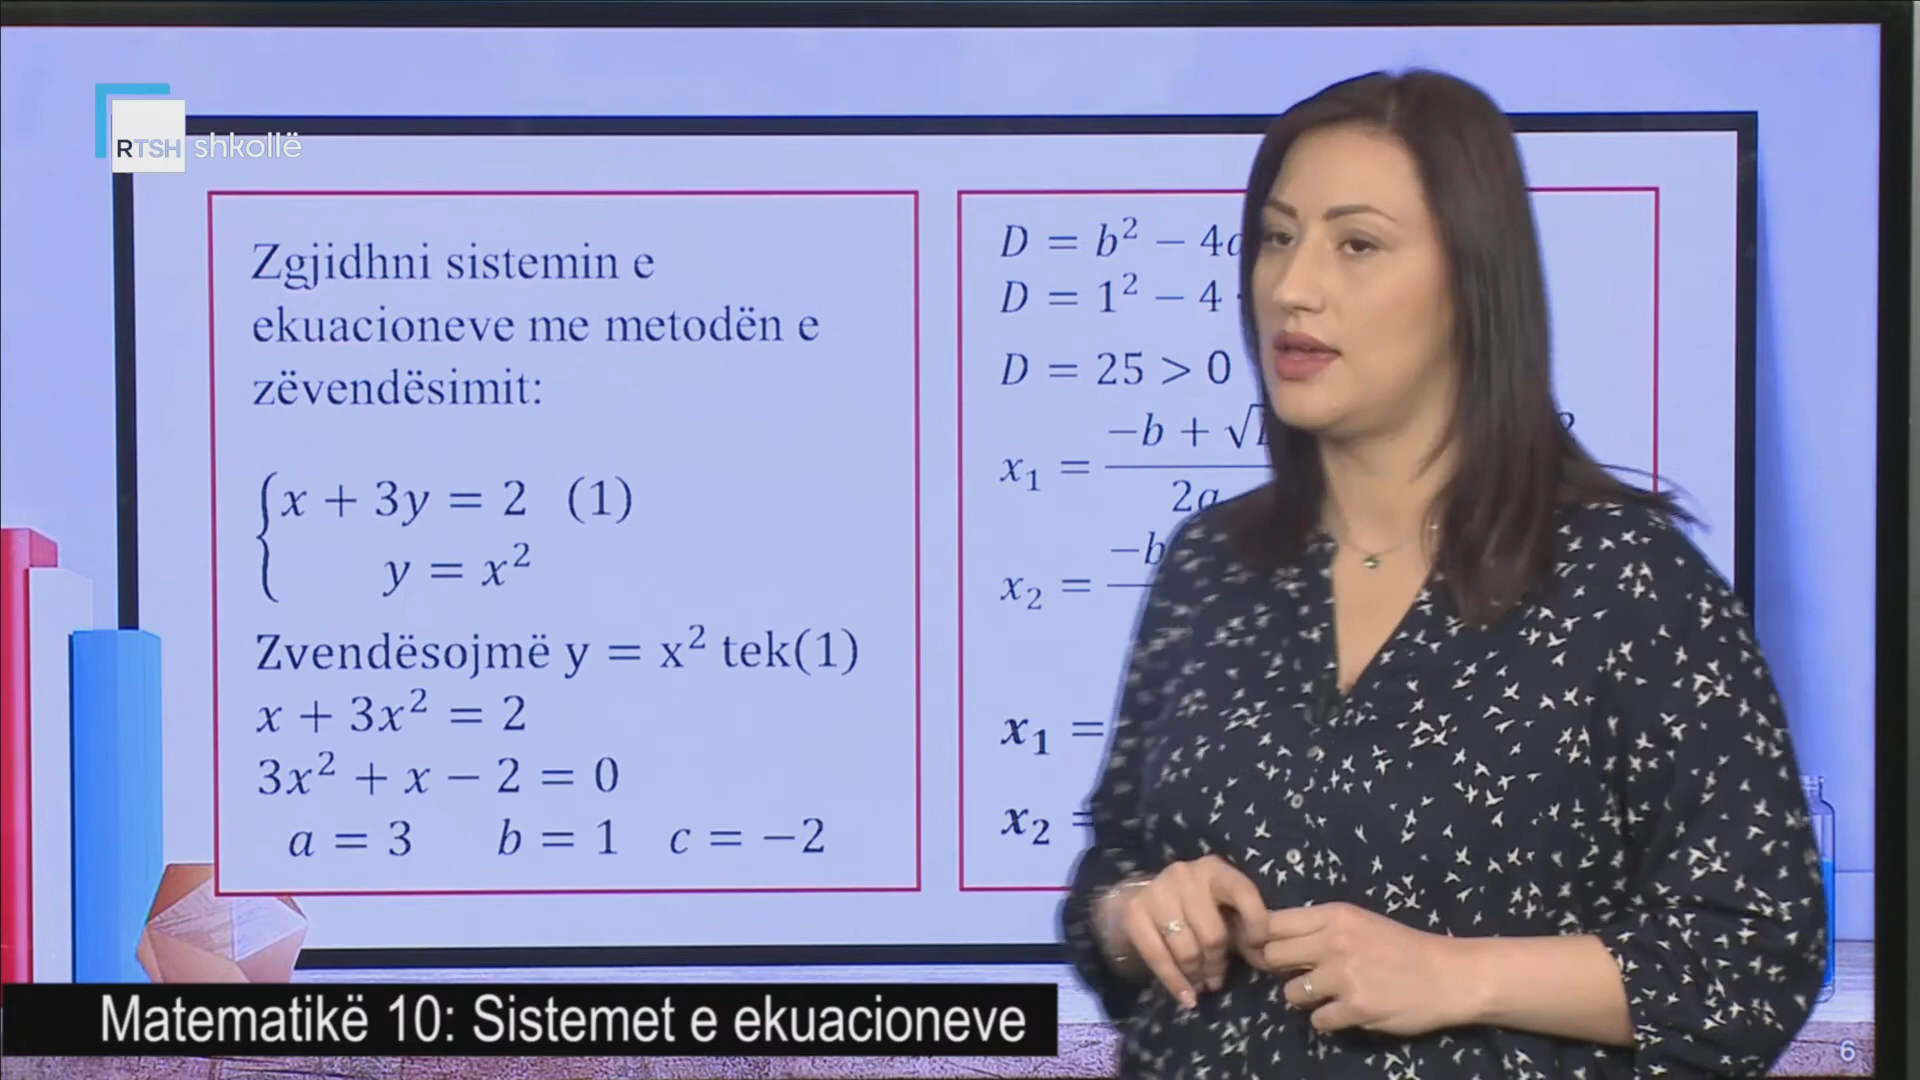 RTSH shkollë
Zgjidhni sistemin e
ekuacioneve me metodën e
zëvendësimit:
x + 3y = 2 (1)
y = x²
Zvendësojmë y = x² tek(1)
x + 3x² = 2
3x² + x − 2 = 0
a = 3 b = 1 c = −2
D = b² − 4
D = 1² − 4
D = 25 > 0
x₁ = −b + √
2a
x₂ = −b
x₁ =
x₂ =
Matematikë 10: Sistemet e ekuacioneve
6